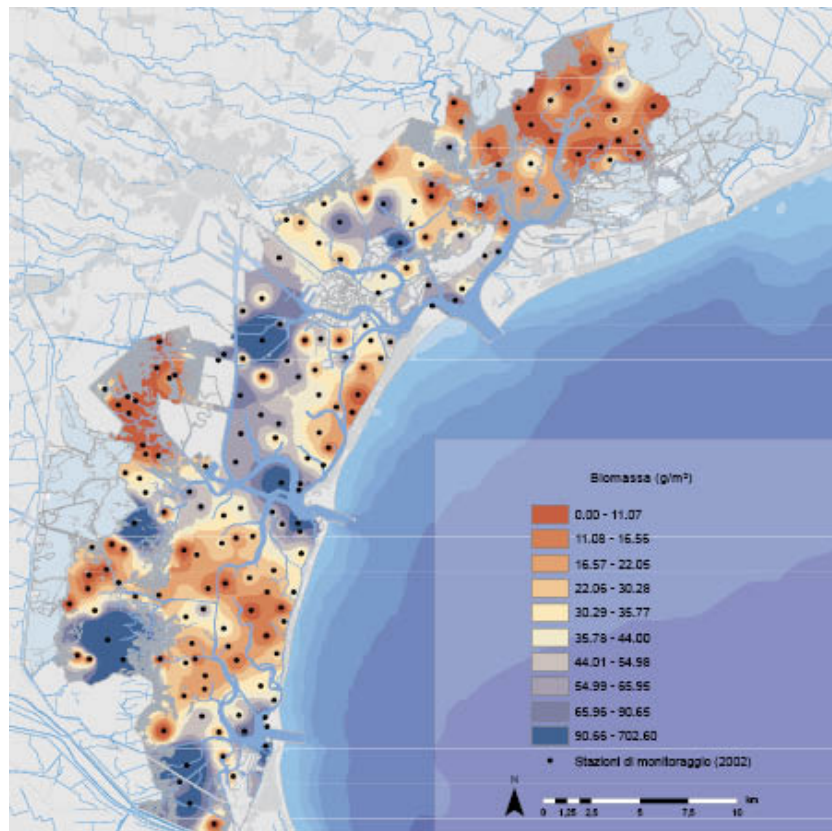 Biomassa (g/m²)
0.00 - 11.07
11.08 - 16.56
16.57 - 22.05
22.06 - 30.28
30.29 - 35.77
35.78 - 44.00
44.01 - 54.98
54.99 - 65.95
65.96 - 90.65
90.66 - 702.60
Stazioni di monitoraggio (2002)
N
km
0 1,25 2,5 5 7,5 10